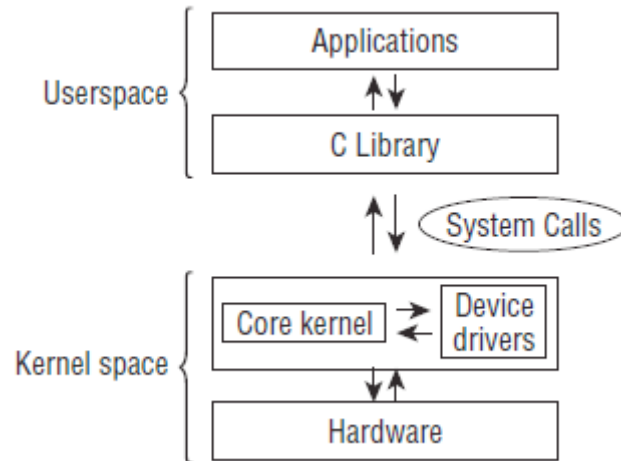 Applications
Userspace
C Library
System Calls
Core kernel
Device
drivers
Kernel space
Hardware